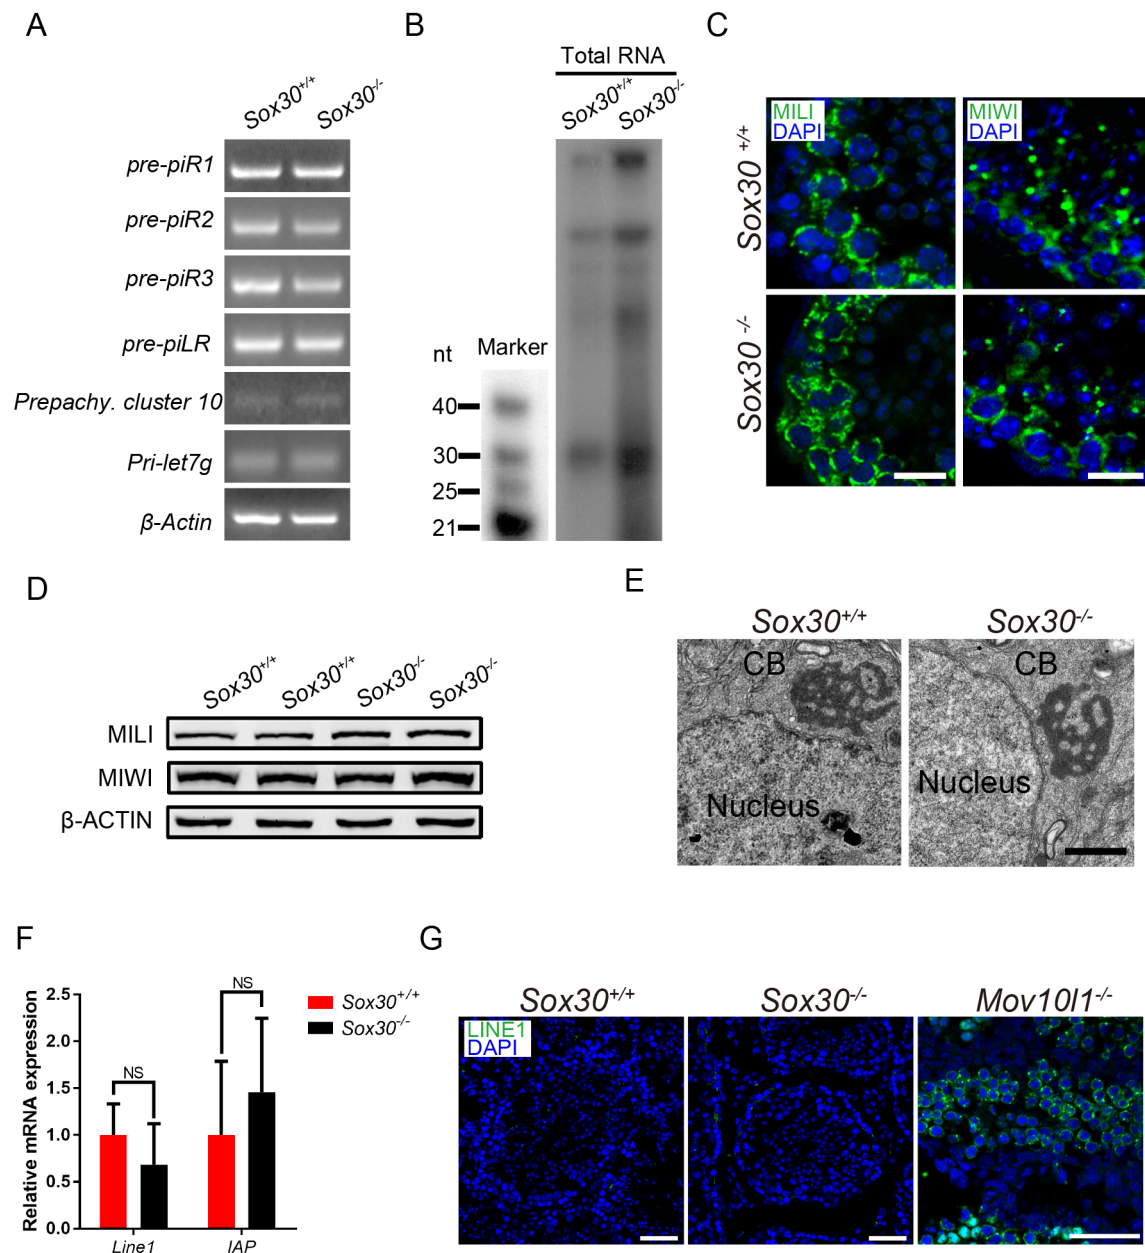 A
Sox30+/+ Sox30-/-
pre-piR1
pre-piR2
pre-piR3
pre-piLR
Prepachy. cluster 10
Pri-let7g
β-Actin
B
Total RNA
Sox30+/+ Sox30-/-
nt Marker
40
30
25
21
C
MILI
DAPI
MIWI
DAPI
Sox30 +/+
Sox30 -/-
D
Sox30+/+ Sox30+/+ Sox30-/- Sox30-/-
MILI
MIWI
β-ACTIN
E
Sox30+/+ Sox30-/-
CB CB
Nucleus Nucleus
F
Relative mRNA expression
2.5
2.0
1.5
1.0
0.5
0.0
NS NS
Line1 IAP
Sox30+/+
Sox30-/-
G
Sox30+/+ Sox30-/- Mov10l1-/-
LINE1
DAPI